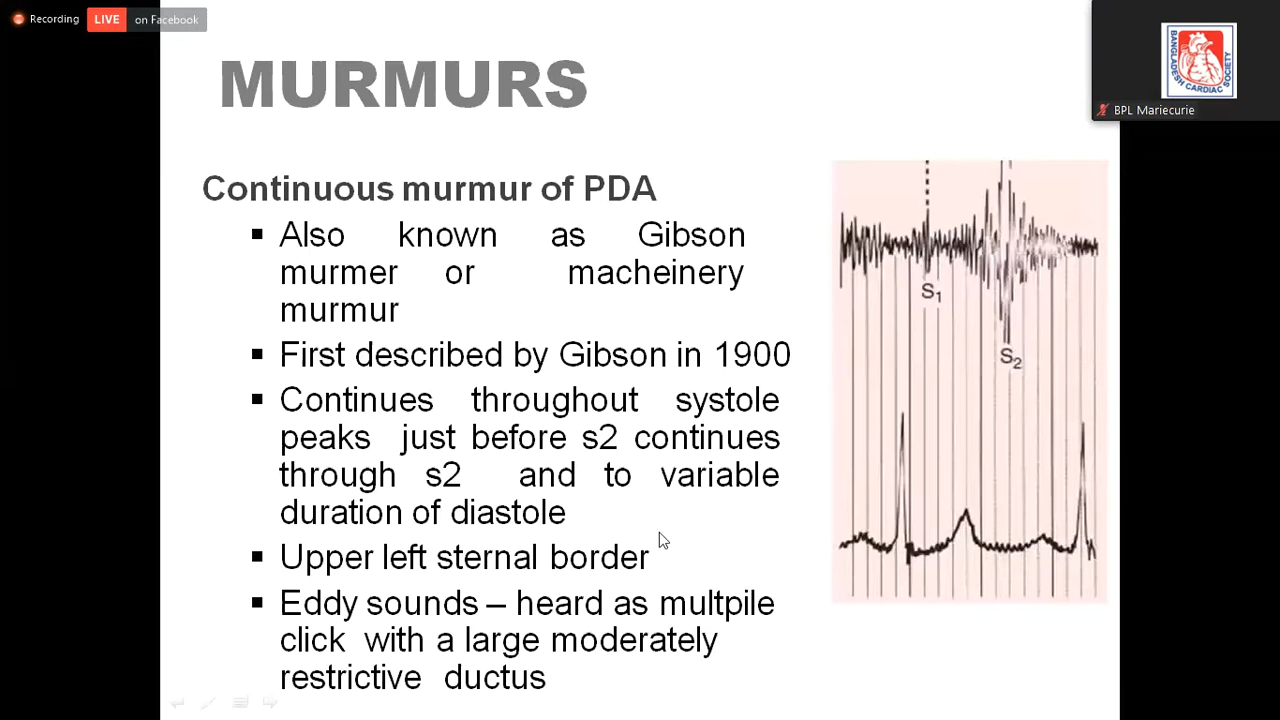 Recording
LIVE on Facebook
BANGLADESH CARDIAC SOCIETY
BPL Mariecurie
MURMURS
Continuous murmur of PDA
▪ Also known as Gibson
murmer or macheinery
murmur
▪ First described by Gibson in 1900
▪ Continues throughout systole
peaks just before s2 continues
through s2 and to variable
duration of diastole
▪ Upper left sternal border
▪ Eddy sounds – heard as multpile
click with a large moderately
restrictive ductus
S₁
S₂